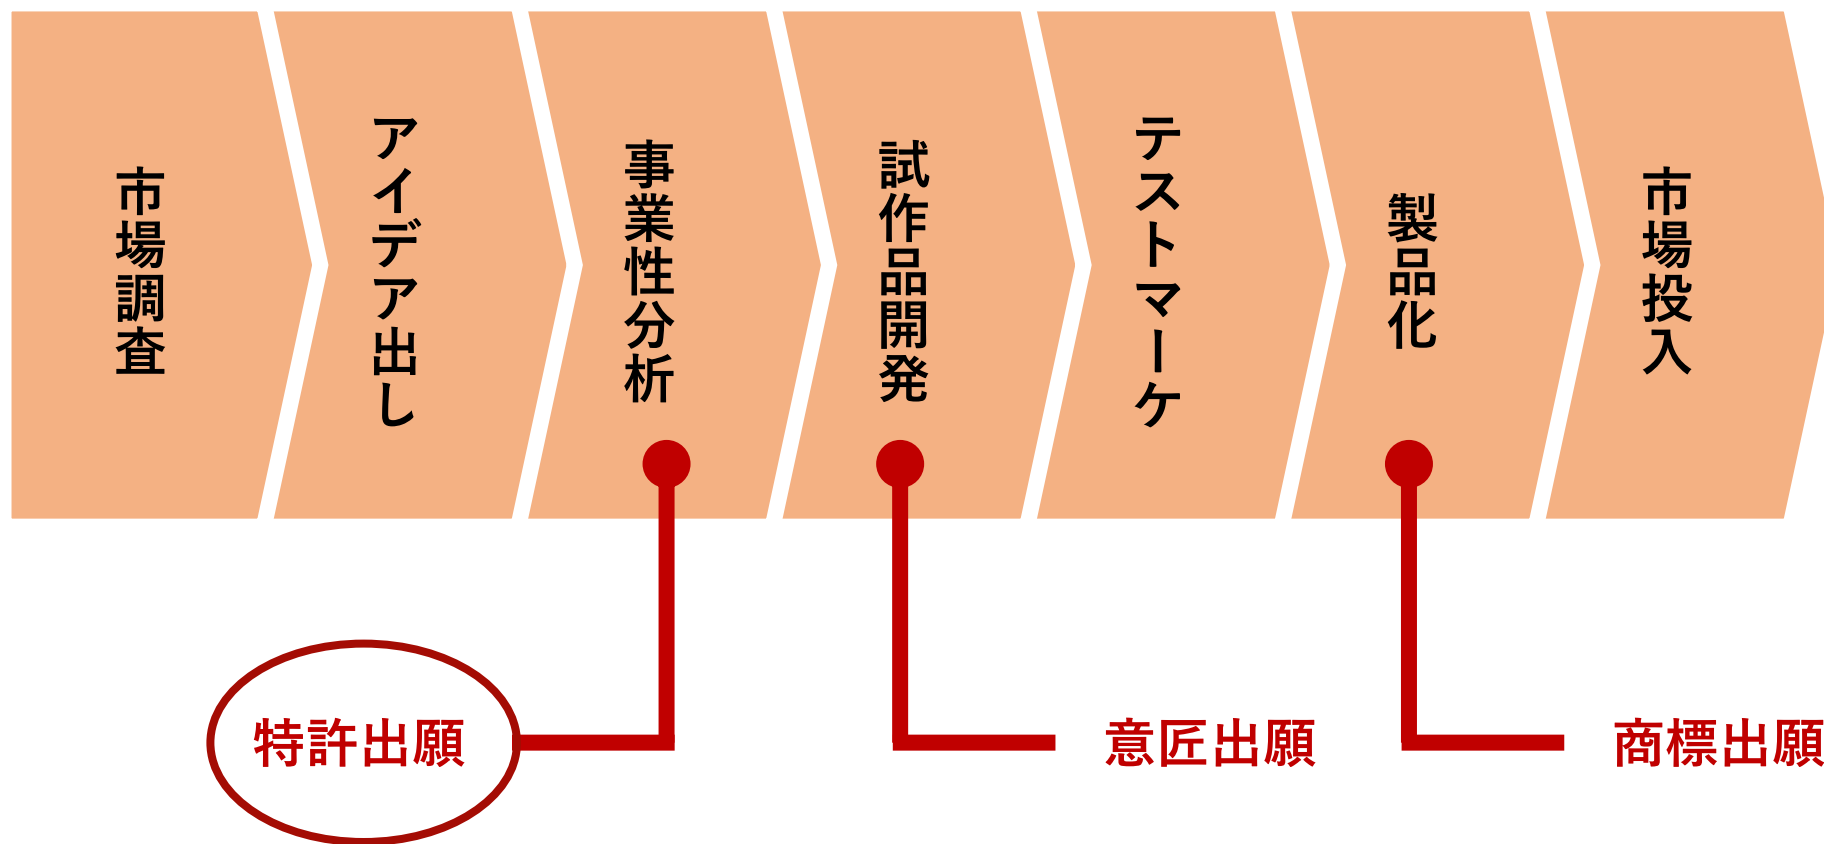 市場調査
アイデア出し
事業性分析
試作品開発
テストマーケ
製品化
市場投入
特許出願
意匠出願
商標出願